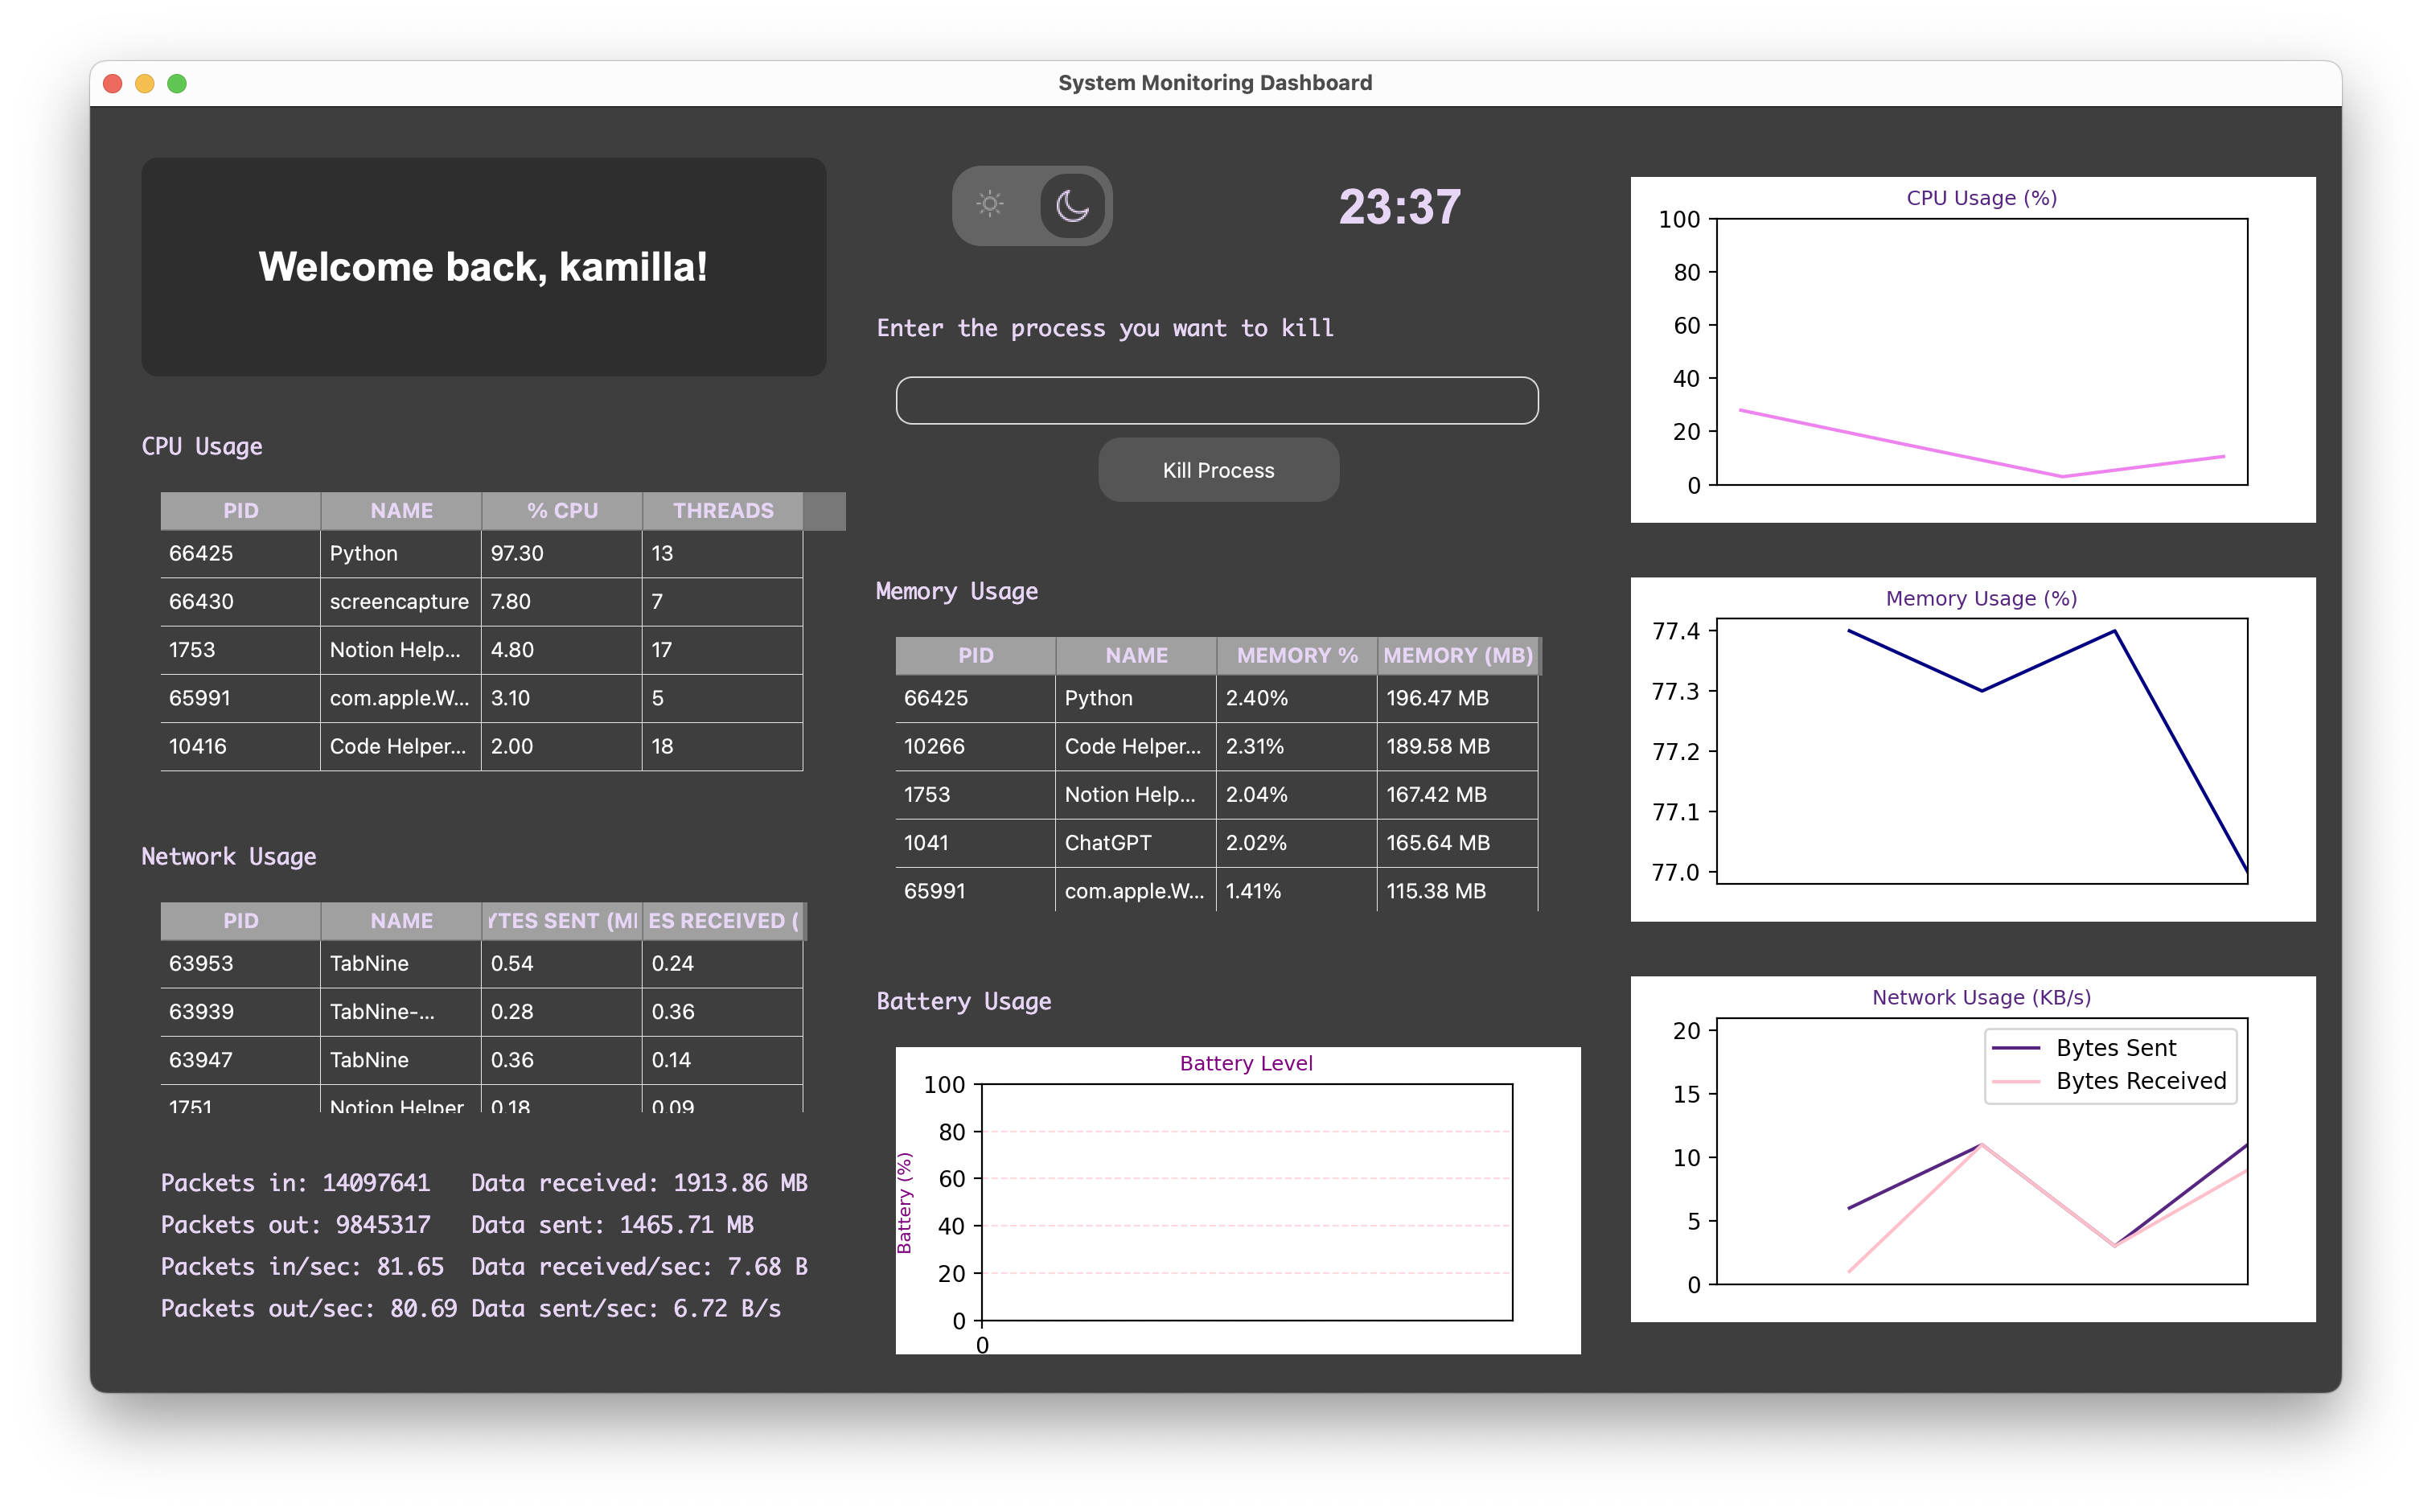 System Monitoring Dashboard
Welcome back, kamilla!
23:37
Enter the process you want to kill
Kill Process
CPU Usage
PID NAME % CPU THREADS
66425 Python 97.30 13
66430 screencapture 7.80 7
1753 Notion Help... 4.80 17
65991 com.apple.W... 3.10 5
10416 Code Helper... 2.00 18
Network Usage
PID NAME YTES SENT (MI ES RECEIVED (
63953 TabNine 0.54 0.24
63939 TabNine-... 0.28 0.36
63947 TabNine 0.36 0.14
1751 Notion Helper 0.18 0.09
Packets in: 14097641 Data received: 1913.86 MB
Packets out: 9845317 Data sent: 1465.71 MB
Packets in/sec: 81.65 Data received/sec: 7.68 B
Packets out/sec: 80.69 Data sent/sec: 6.72 B/s
Memory Usage
PID NAME MEMORY % MEMORY (MB)
66425 Python 2.40% 196.47 MB
10266 Code Helper... 2.31% 189.58 MB
1753 Notion Help... 2.04% 167.42 MB
1041 ChatGPT 2.02% 165.64 MB
65991 com.apple.W... 1.41% 115.38 MB
Battery Usage
Battery Level
Battery (%)
100
80
60
40
20
0
0
CPU Usage (%)
100
80
60
40
20
0
Memory Usage (%)
77.4
77.3
77.2
77.1
77.0
Network Usage (KB/s)
20
15
10
5
0
Bytes Sent
Bytes Received